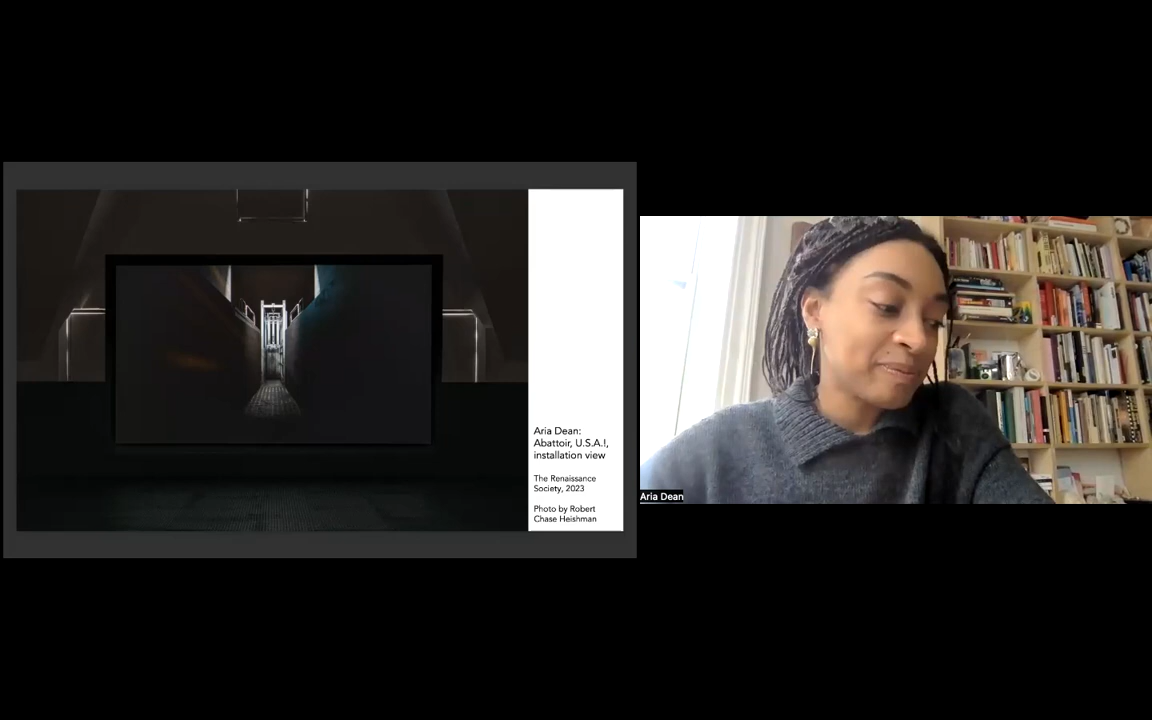 Aria Dean:
Abattoir, U.S.A.!,
installation view
The Renaissance
Society, 2023
Photo by Robert
Chase Heishman
Aria Dean